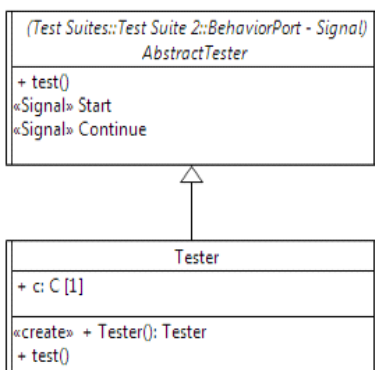 (Test Suites::Test Suite 2::BehaviorPort - Signal)
AbstractTester
+ test()
«Signal» Start
«Signal» Continue
Tester
+ c: C [1]
«create» + Tester(): Tester
+ test()